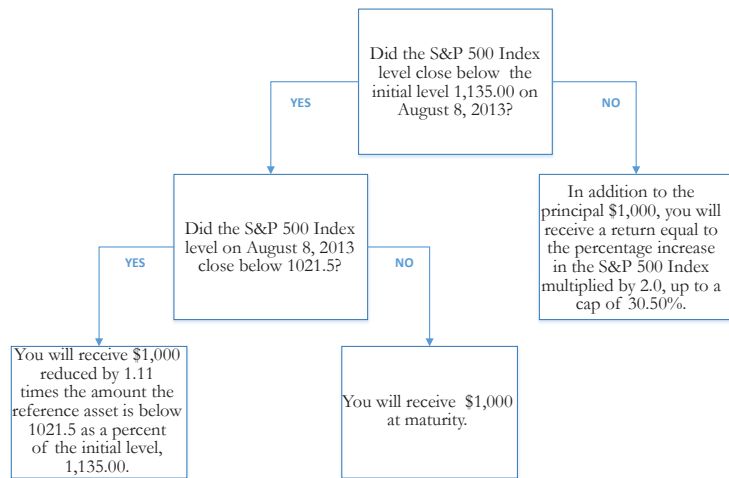 Did the S&P 500 Index
level close below the
initial level 1,135.00 on
August 8, 2013?
YES
NO
Did the S&P 500 Index
level on August 8, 2013
close below 1021.5?
In addition to the
principal $1,000, you will
receive a return equal to
the percentage increase
in the S&P 500 Index
multiplied by 2.0, up to a
cap of 30.50%.
YES
NO
You will receive $1,000
reduced by 1.11
times the amount the
reference asset is below
1021.5 as a percent
of the initial level,
1,135.00.
You will receive $1,000
at maturity.